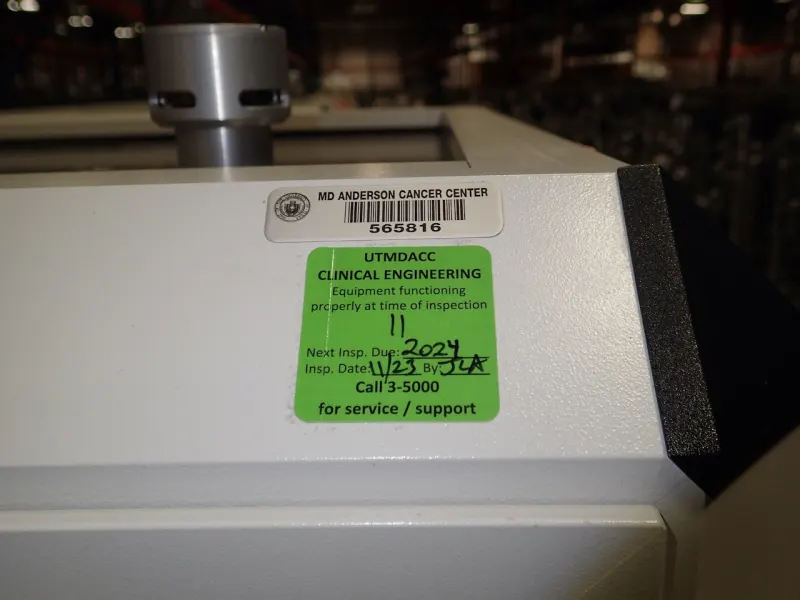 MD ANDERSON CANCER CENTER
565816
UTMDACC
CLINICAL ENGINEERING
Equipment functioning
properly at time of inspection
11
Next Insp. Due: 2024
Insp. Date: 11/23 By: JLA
Call 3-5000
for service / support